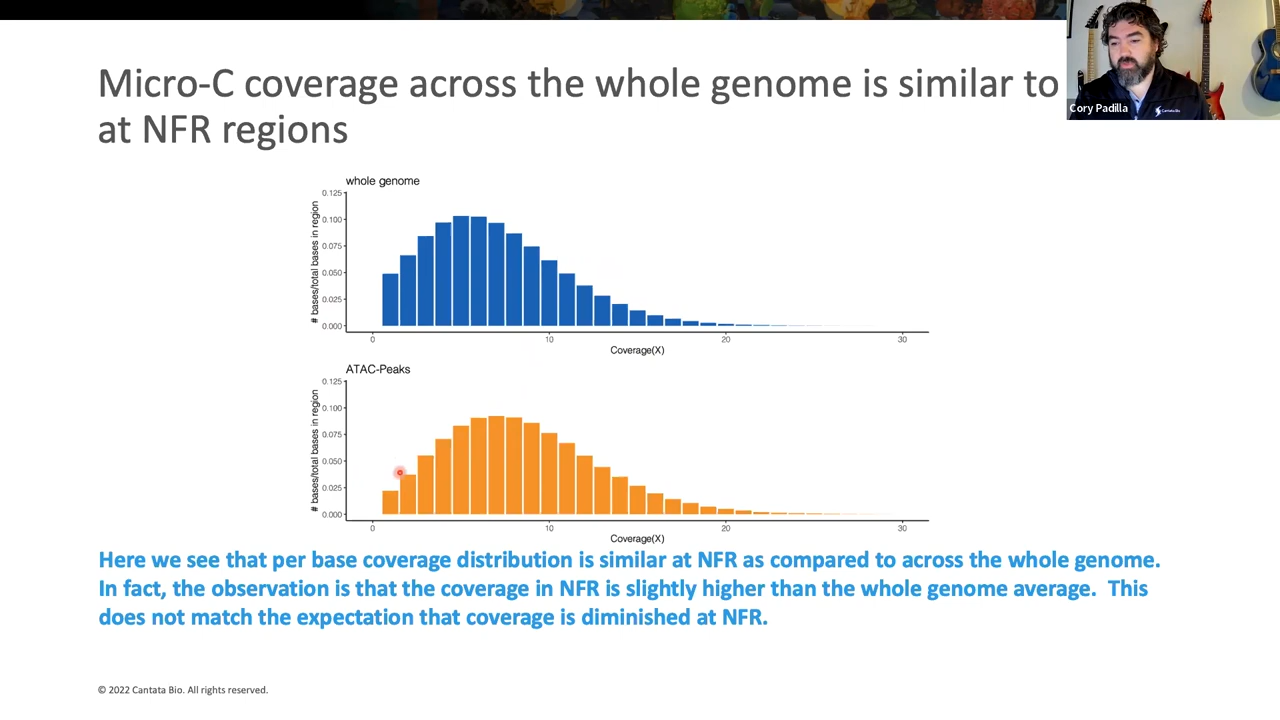 Micro-C coverage across the whole genome is similar to
at NFR regions
Cory Padilla
Cantata Bio
whole genome
# bases/total bases in region
0.125
0.100
0.075
0.050
0.025
0.000
0 10 20 30
Coverage(X)
ATAC-Peaks
# bases/total bases in region
0.125
0.100
0.075
0.050
0.025
0.000
0 10 20 30
Coverage(X)
Here we see that per base coverage distribution is similar at NFR as compared to across the whole genome.
In fact, the observation is that the coverage in NFR is slightly higher than the whole genome average. This
does not match the expectation that coverage is diminished at NFR.
© 2022 Cantata Bio. All rights reserved.